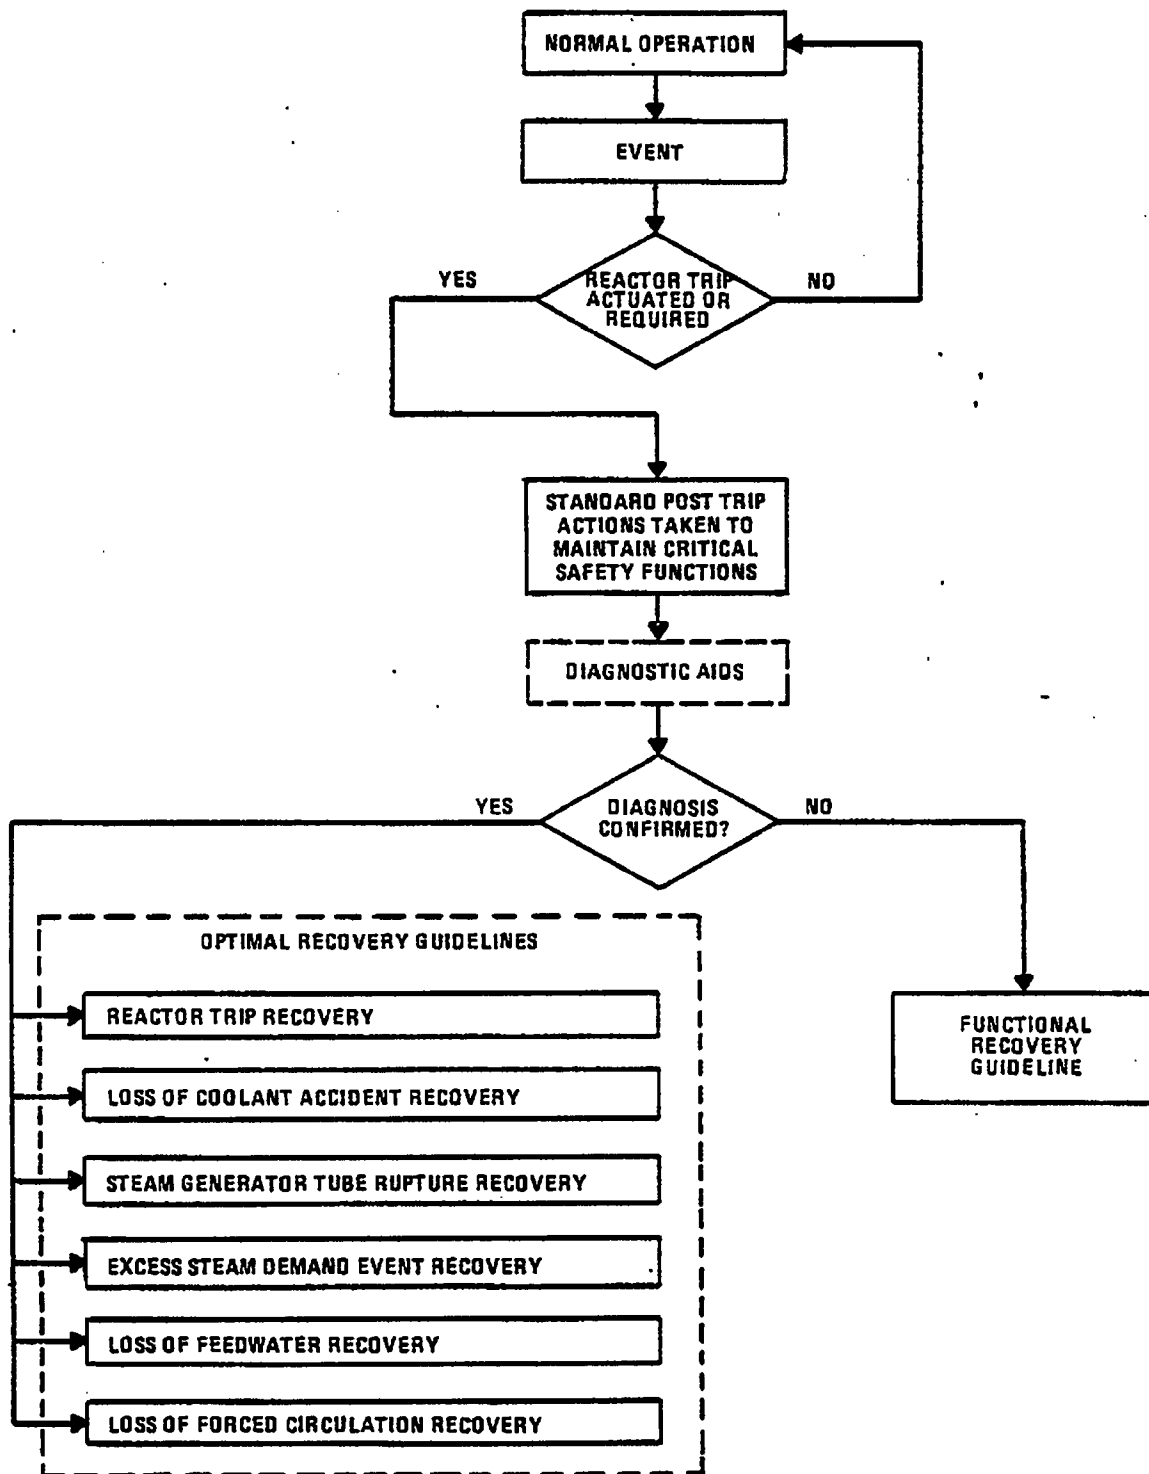 NORMAL OPERATION
EVENT
YES
REACTOR TRIP
ACTUATED OR
REQUIRED
NO
STANDARD POST TRIP
ACTIONS TAKEN TO
MAINTAIN CRITICAL
SAFETY FUNCTIONS
DIAGNOSTIC AIDS
YES
DIAGNOSIS
CONFIRMED?
NO
OPTIMAL RECOVERY GUIDELINES
REACTOR TRIP RECOVERY
LOSS OF COOLANT ACCIDENT RECOVERY
STEAM GENERATOR TUBE RUPTURE RECOVERY
EXCESS STEAM DEMAND EVENT RECOVERY
LOSS OF FEEDWATER RECOVERY
LOSS OF FORCED CIRCULATION RECOVERY
FUNCTIONAL
RECOVERY
GUIDELINE